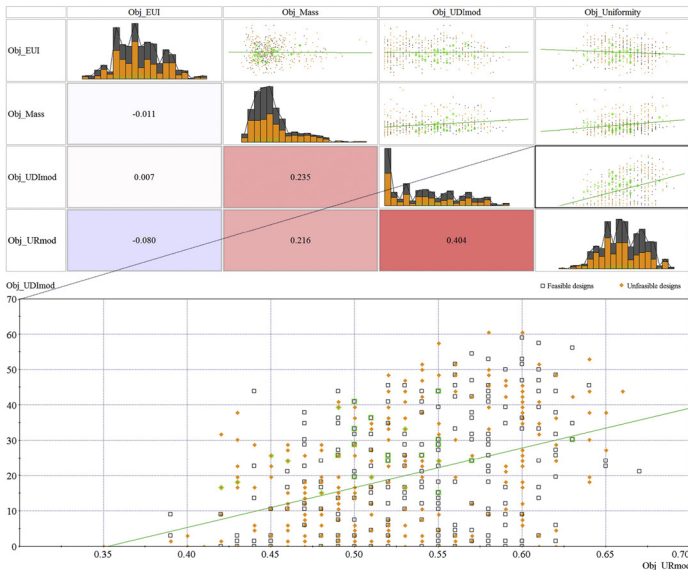 Obj_EUI Obj_Mass Obj_UDImod Obj_Uniformity
Obj_EUI
Obj_Mass -0.011
Obj_UDImod 0.007 0.235
Obj_URmod -0.080 0.216 0.404
Obj_UDImod
Feasible designs Unfeasible designs
70
60
50
40
30
20
10
0
0.35 0.40 0.45 0.50 0.55 0.60 0.65 0.70
Obj_URmod